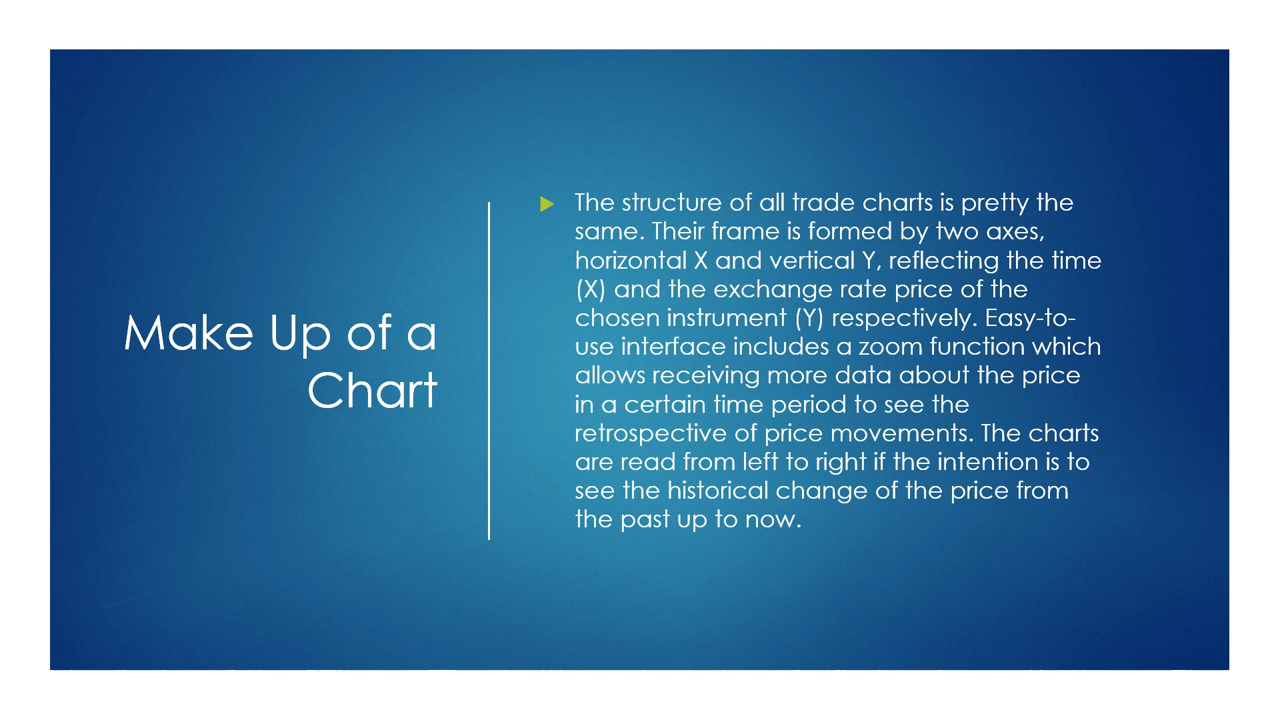 Make Up of a
Chart
The structure of all trade charts is pretty the
same. Their frame is formed by two axes,
horizontal X and vertical Y, reflecting the time
(X) and the exchange rate price of the
chosen instrument (Y) respectively. Easy-to-
use interface includes a zoom function which
allows receiving more data about the price
in a certain time period to see the
retrospective of price movements. The charts
are read from left to right if the intention is to
see the historical change of the price from
the past up to now.